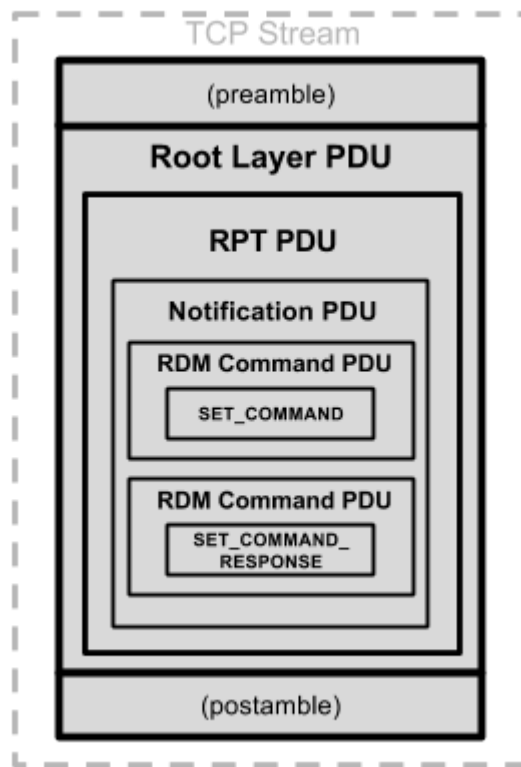 TCP Stream
(preamble)
Root Layer PDU
RPT PDU
Notification PDU
RDM Command PDU
SET_COMMAND
RDM Command PDU
SET_COMMAND_
RESPONSE
(postamble)